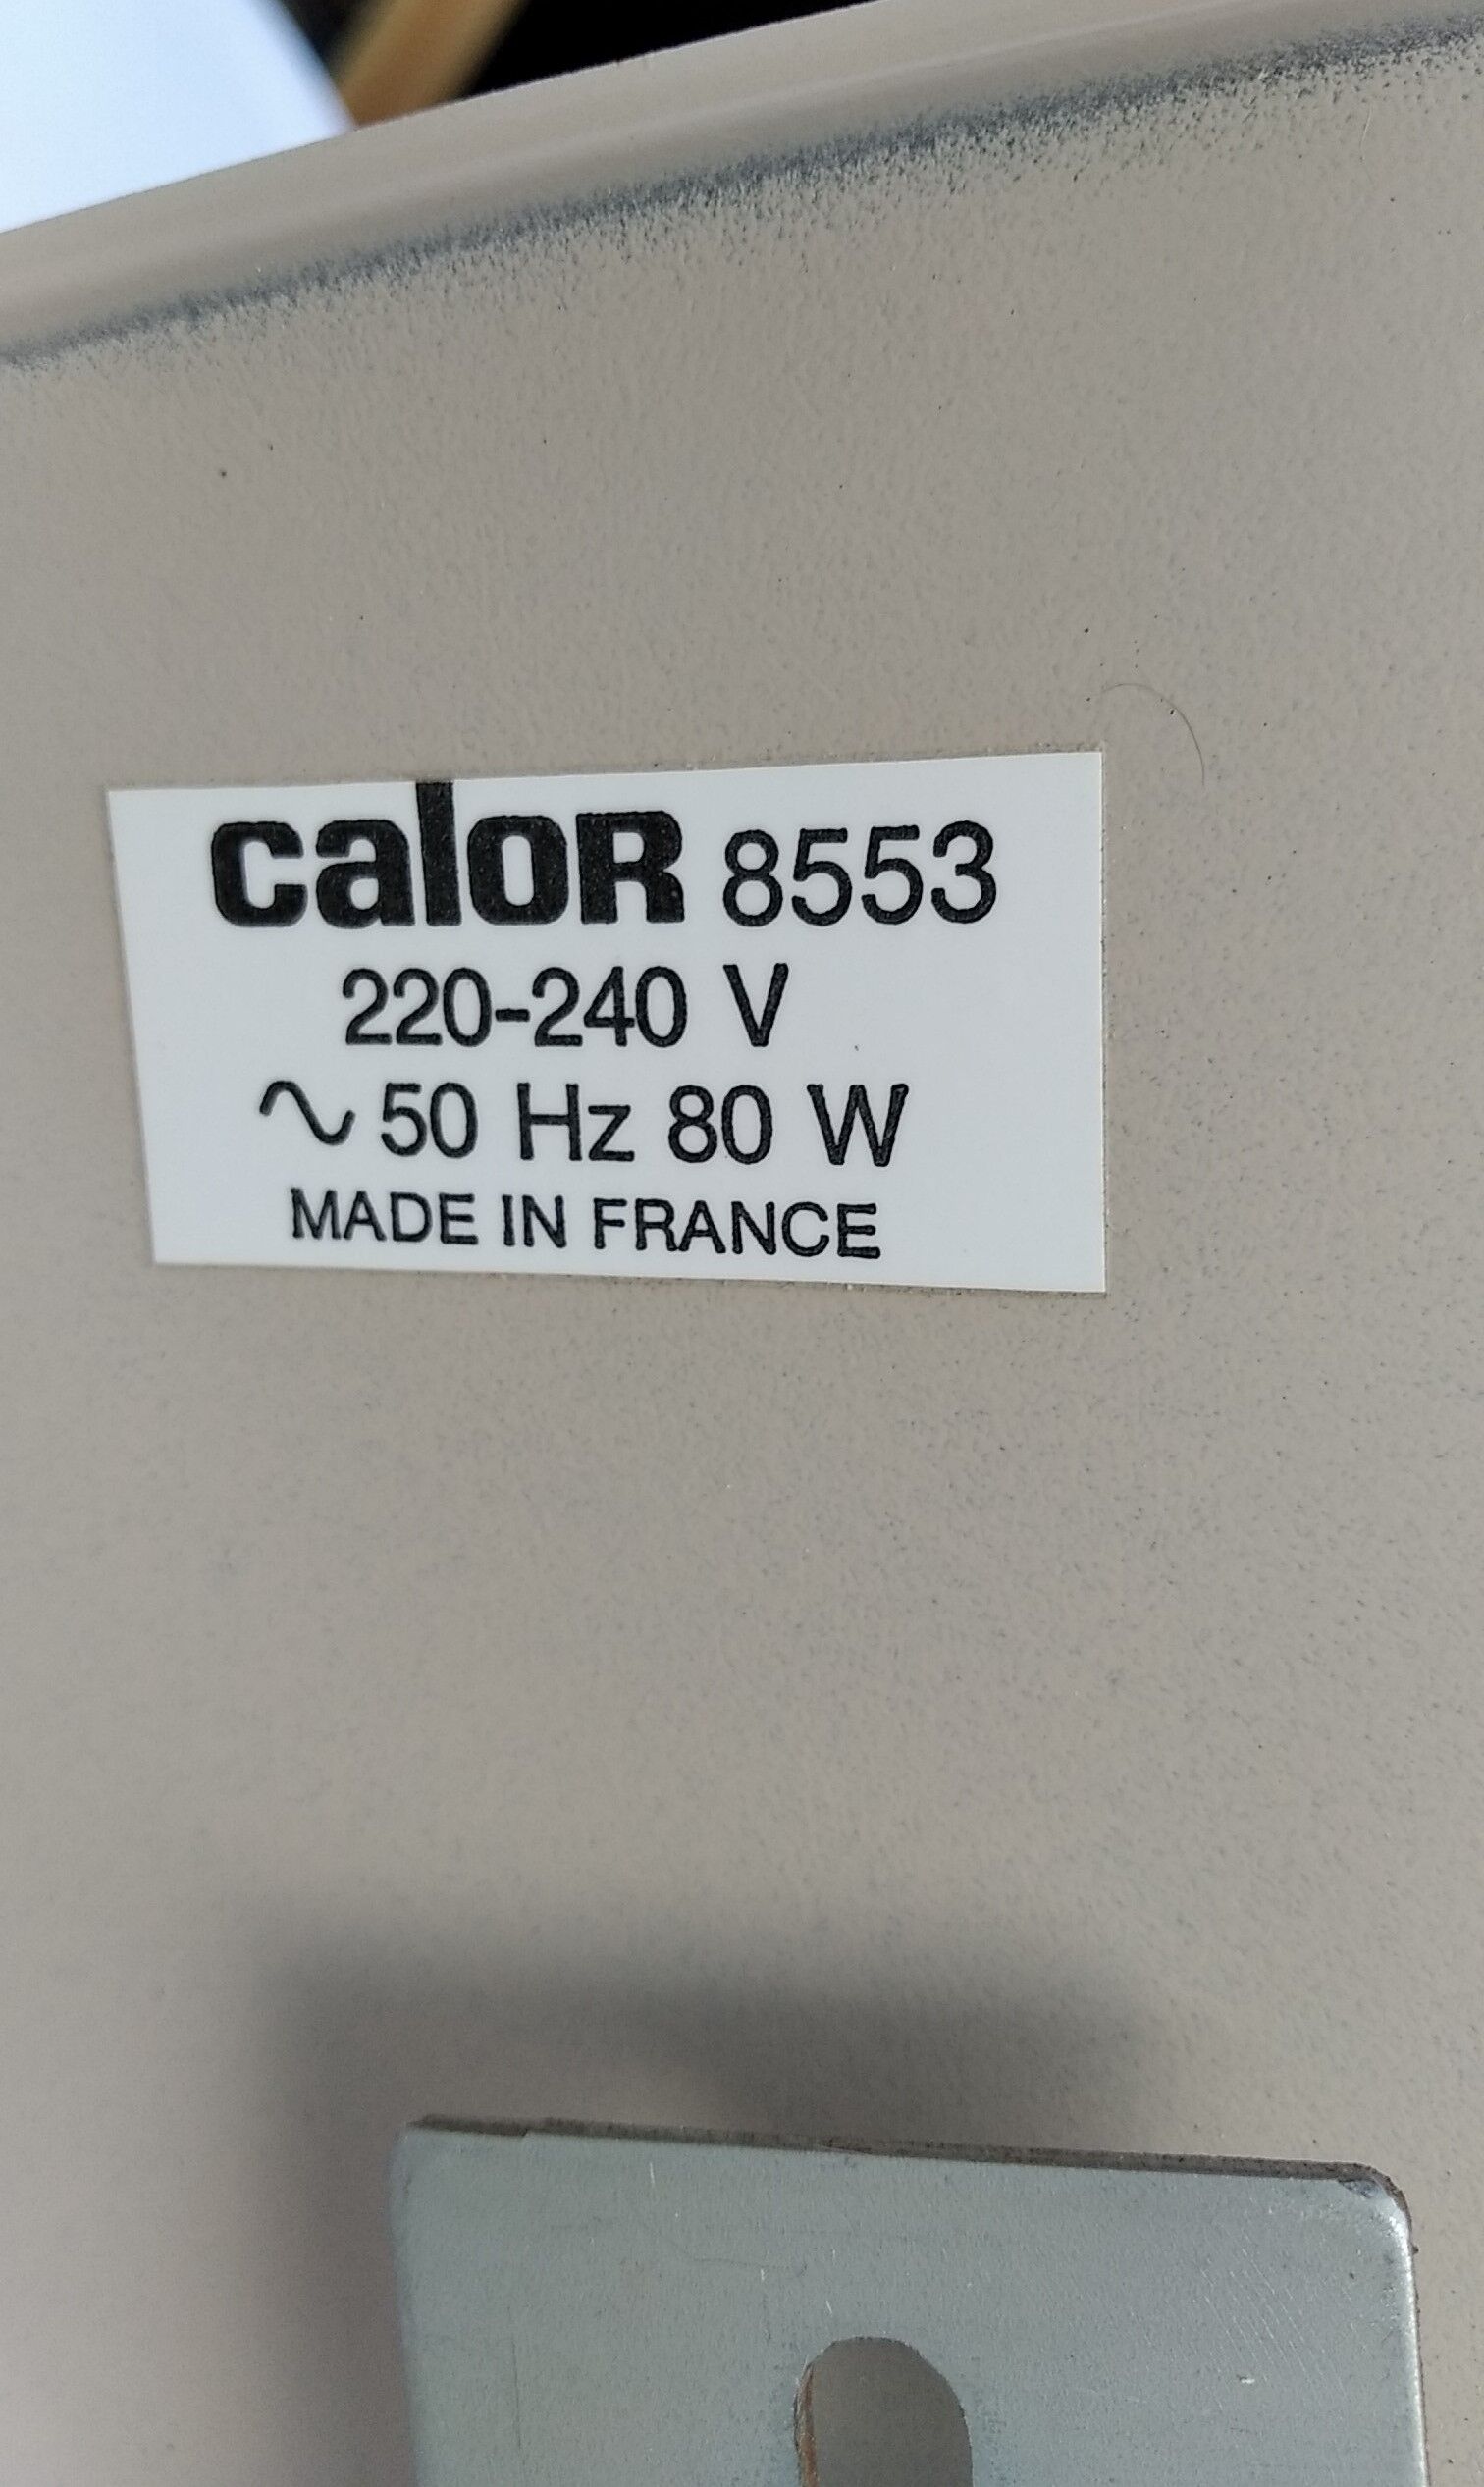 calor 8553
220-240 V
∿ 50 Hz 80 W
MADE IN FRANCE